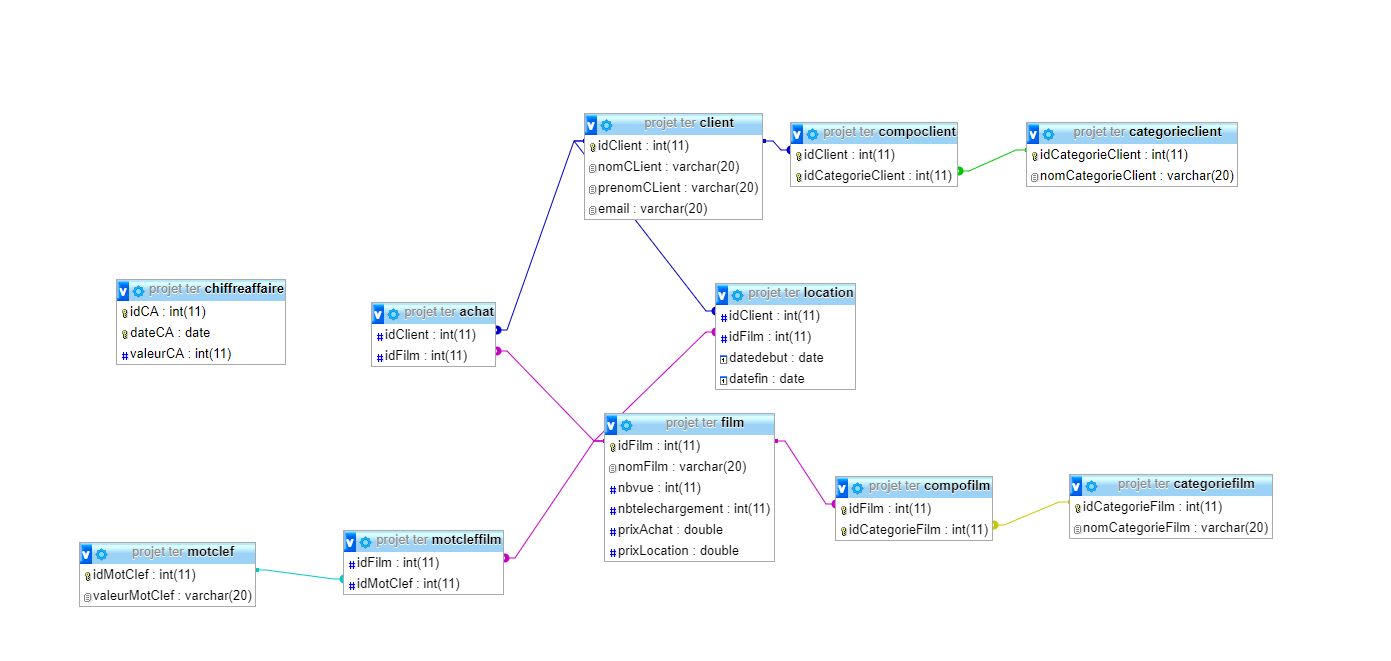 projet ter client
idClient : int(11)
nomCLient : varchar(20)
prenomCLient : varchar(20)
email : varchar(20)
projet ter compoclient
idClient : int(11)
idCategorieClient : int(11)
projet ter categorieclient
idCategorieClient : int(11)
nomCategorieClient : varchar(20)
projet ter chiffreaffaire
idCA : int(11)
dateCA : date
valeurCA : int(11)
projet ter achat
idClient : int(11)
idFilm : int(11)
projet ter location
idClient : int(11)
idFilm : int(11)
datedebut : date
datefin : date
projet ter film
idFilm : int(11)
nomFilm : varchar(20)
nbvue : int(11)
nbtelechargement : int(11)
prixAchat : double
prixLocation : double
projet ter compofilm
idFilm : int(11)
idCategorieFilm : int(11)
projet ter categoriefilm
idCategorieFilm : int(11)
nomCategorieFilm : varchar(20)
projet ter motclef
idMotClef : int(11)
valeurMotClef : varchar(20)
projet ter motcleffilm
idFilm : int(11)
idMotClef : int(11)